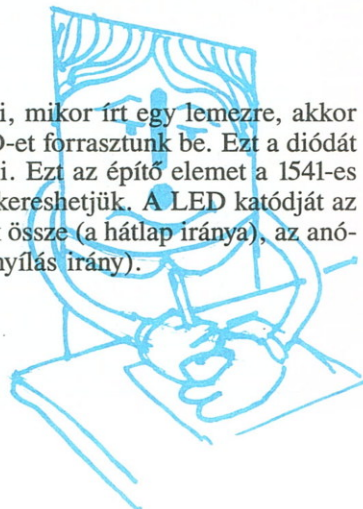 i, mikor írt egy lemezre, akkor
D-et forrasztunk be. Ezt a diódát
i. Ezt az építő elemet a 1541-es
kereshetjük. A LED katódját az
k össze (a hátlap iránya), az anó-
nyílás irány).